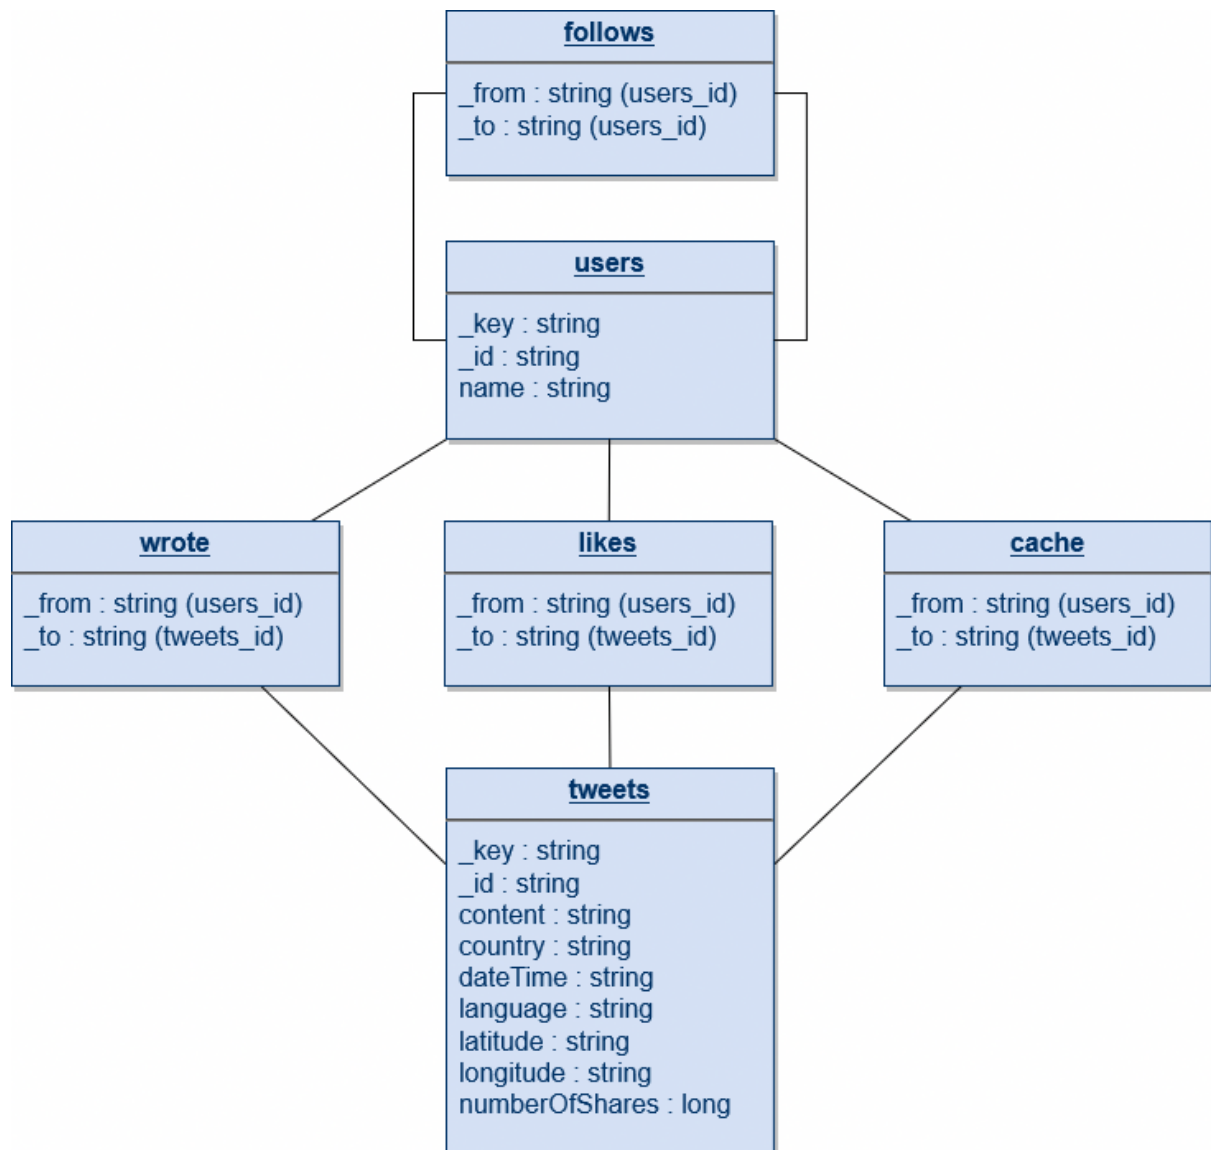 follows
_from : string (users_id)
_to : string (users_id)
users
_key : string
_id : string
name : string
wrote
_from : string (users_id)
_to : string (tweets_id)
likes
_from : string (users_id)
_to : string (tweets_id)
cache
_from : string (users_id)
_to : string (tweets_id)
tweets
_key : string
_id : string
content : string
country : string
dateTime : string
language : string
latitude : string
longitude : string
numberOfShares : long